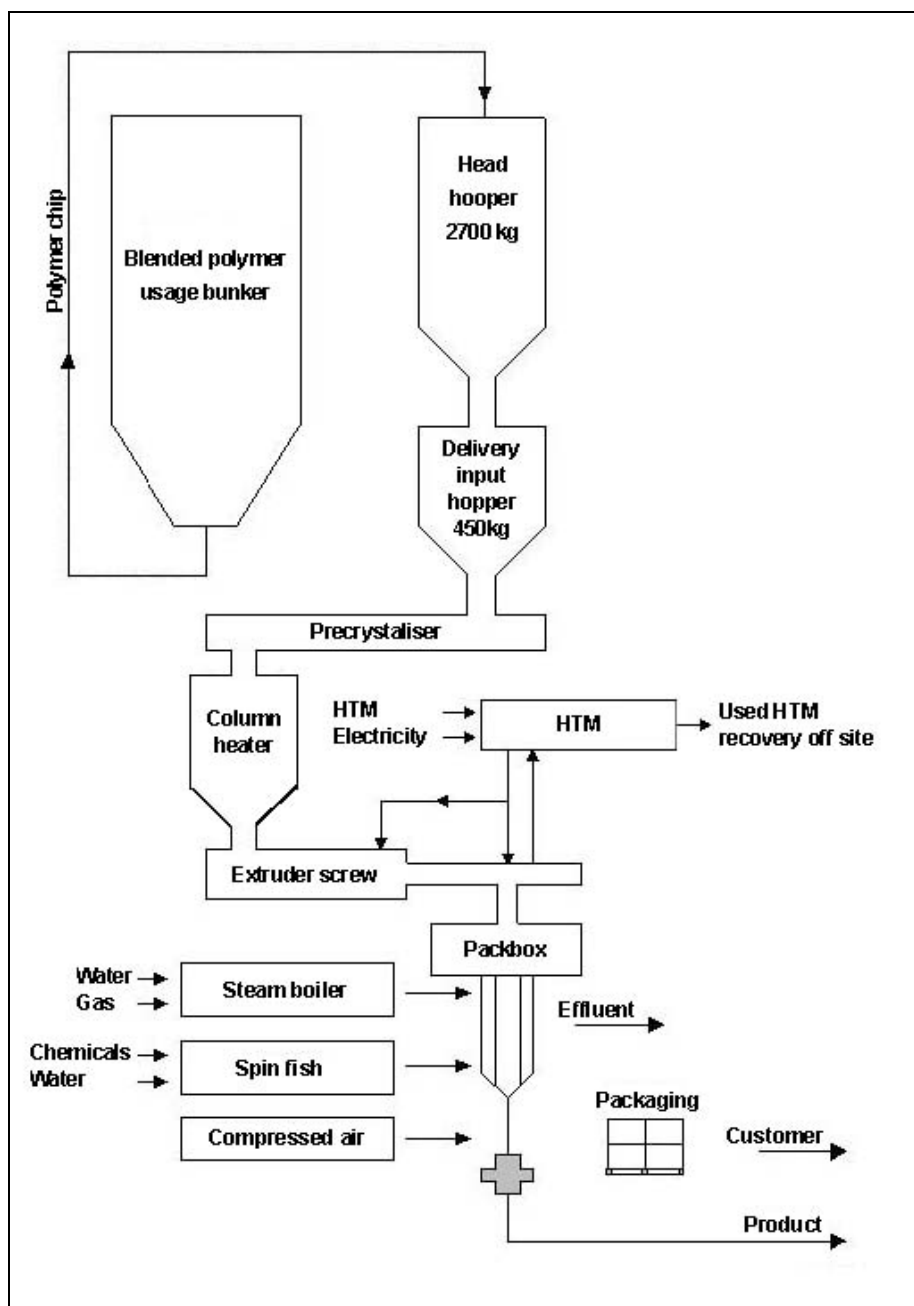 Polymer chip
Blended polymer
usage bunker
Head
hooper
2700 kg
Delivery
input
hopper
450kg
Precrystaliser
Column
heater
HTM
Electricity
HTM
Used HTM
recovery off site
Extruder screw
Packbox
Water
Gas
Steam boiler
Effluent
Chemicals
Water
Spin fish
Packaging
Compressed air
Customer
Product